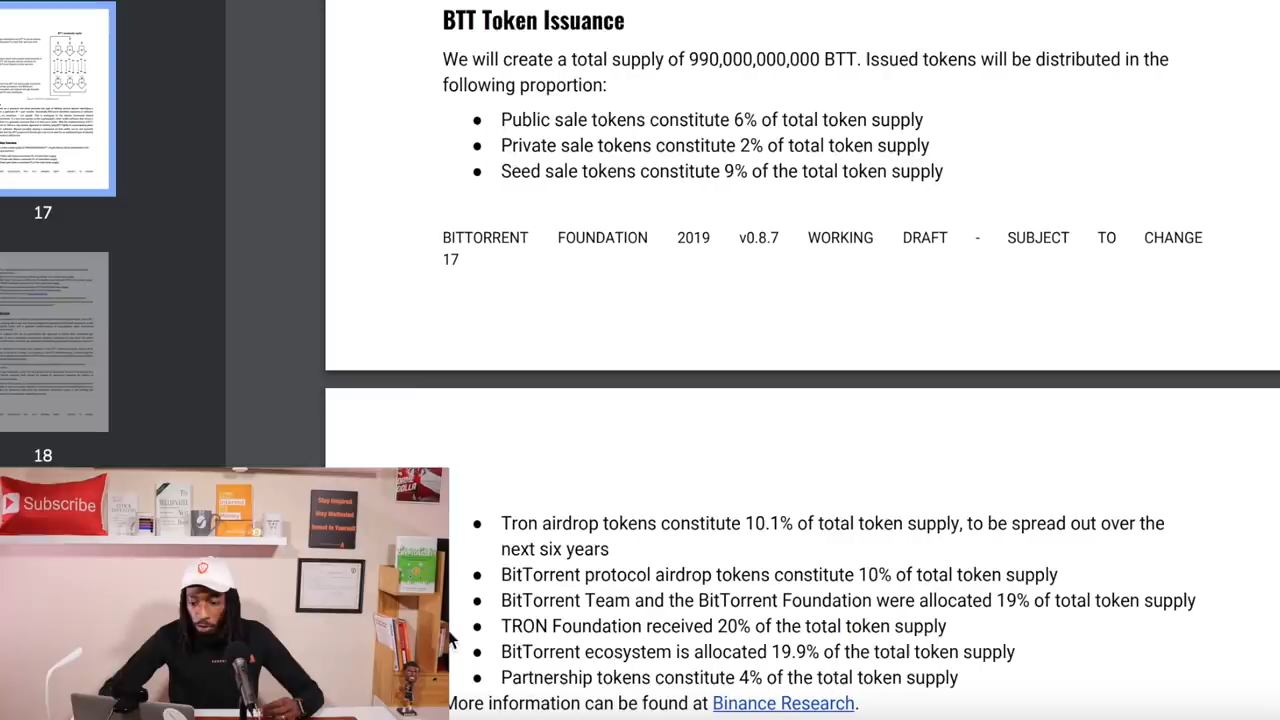 BTT Token Issuance
We will create a total supply of 990,000,000,000 BTT. Issued tokens will be distributed in the
following proportion:
● Public sale tokens constitute 6% of total token supply
● Private sale tokens constitute 2% of total token supply
● Seed sale tokens constitute 9% of the total token supply
BITTORRENT FOUNDATION 2019 v0.8.7 WORKING DRAFT - SUBJECT TO CHANGE
17
17
18
● Tron airdrop tokens constitute 10.1% of total token supply, to be spread out over the
next six years
● BitTorrent protocol airdrop tokens constitute 10% of total token supply
● BitTorrent Team and the BitTorrent Foundation were allocated 19% of total token supply
● TRON Foundation received 20% of the total token supply
● BitTorrent ecosystem is allocated 19.9% of the total token supply
● Partnership tokens constitute 4% of the total token supply
More information can be found at Binance Research.
Subscribe
Stay Inspired
Stay Motivated
Invest In Yourself